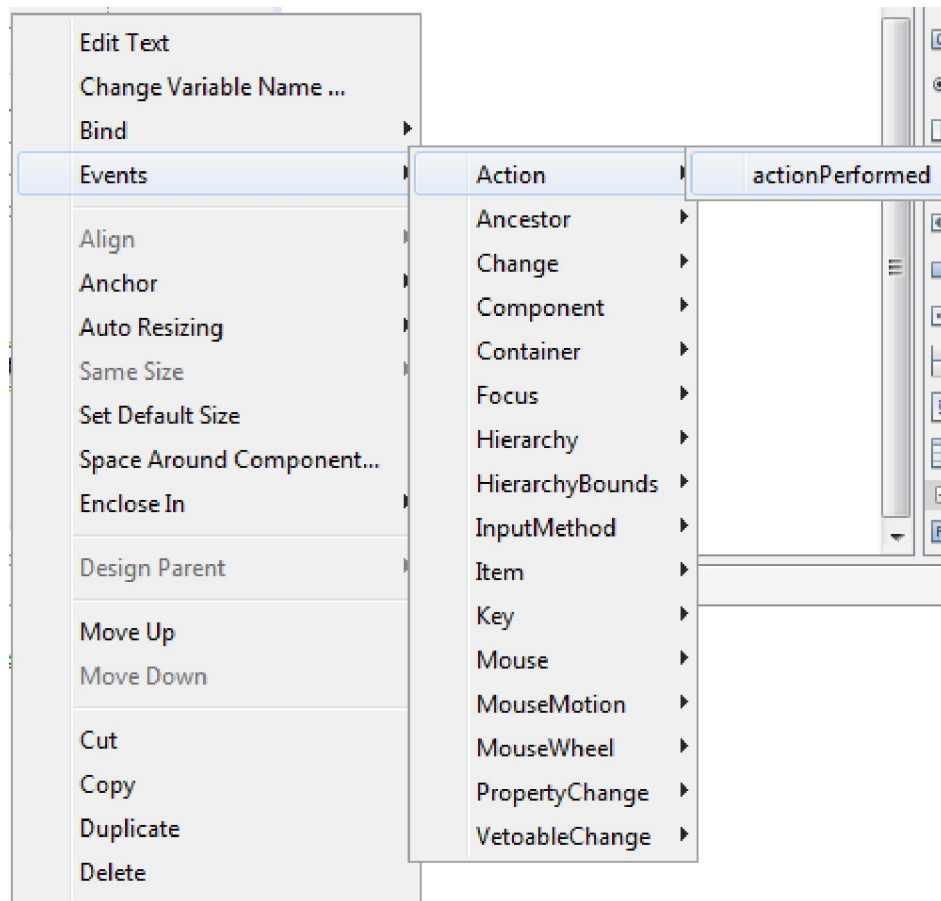 Edit Text
Change Variable Name ...
Bind
Events
Align
Anchor
Auto Resizing
Same Size
Set Default Size
Space Around Component...
Enclose In
Design Parent
Move Up
Move Down
Cut
Copy
Duplicate
Delete
Action
Ancestor
Change
Component
Container
Focus
Hierarchy
HierarchyBounds
InputMethod
Item
Key
Mouse
MouseMotion
MouseWheel
PropertyChange
VetoableChange
actionPerformed